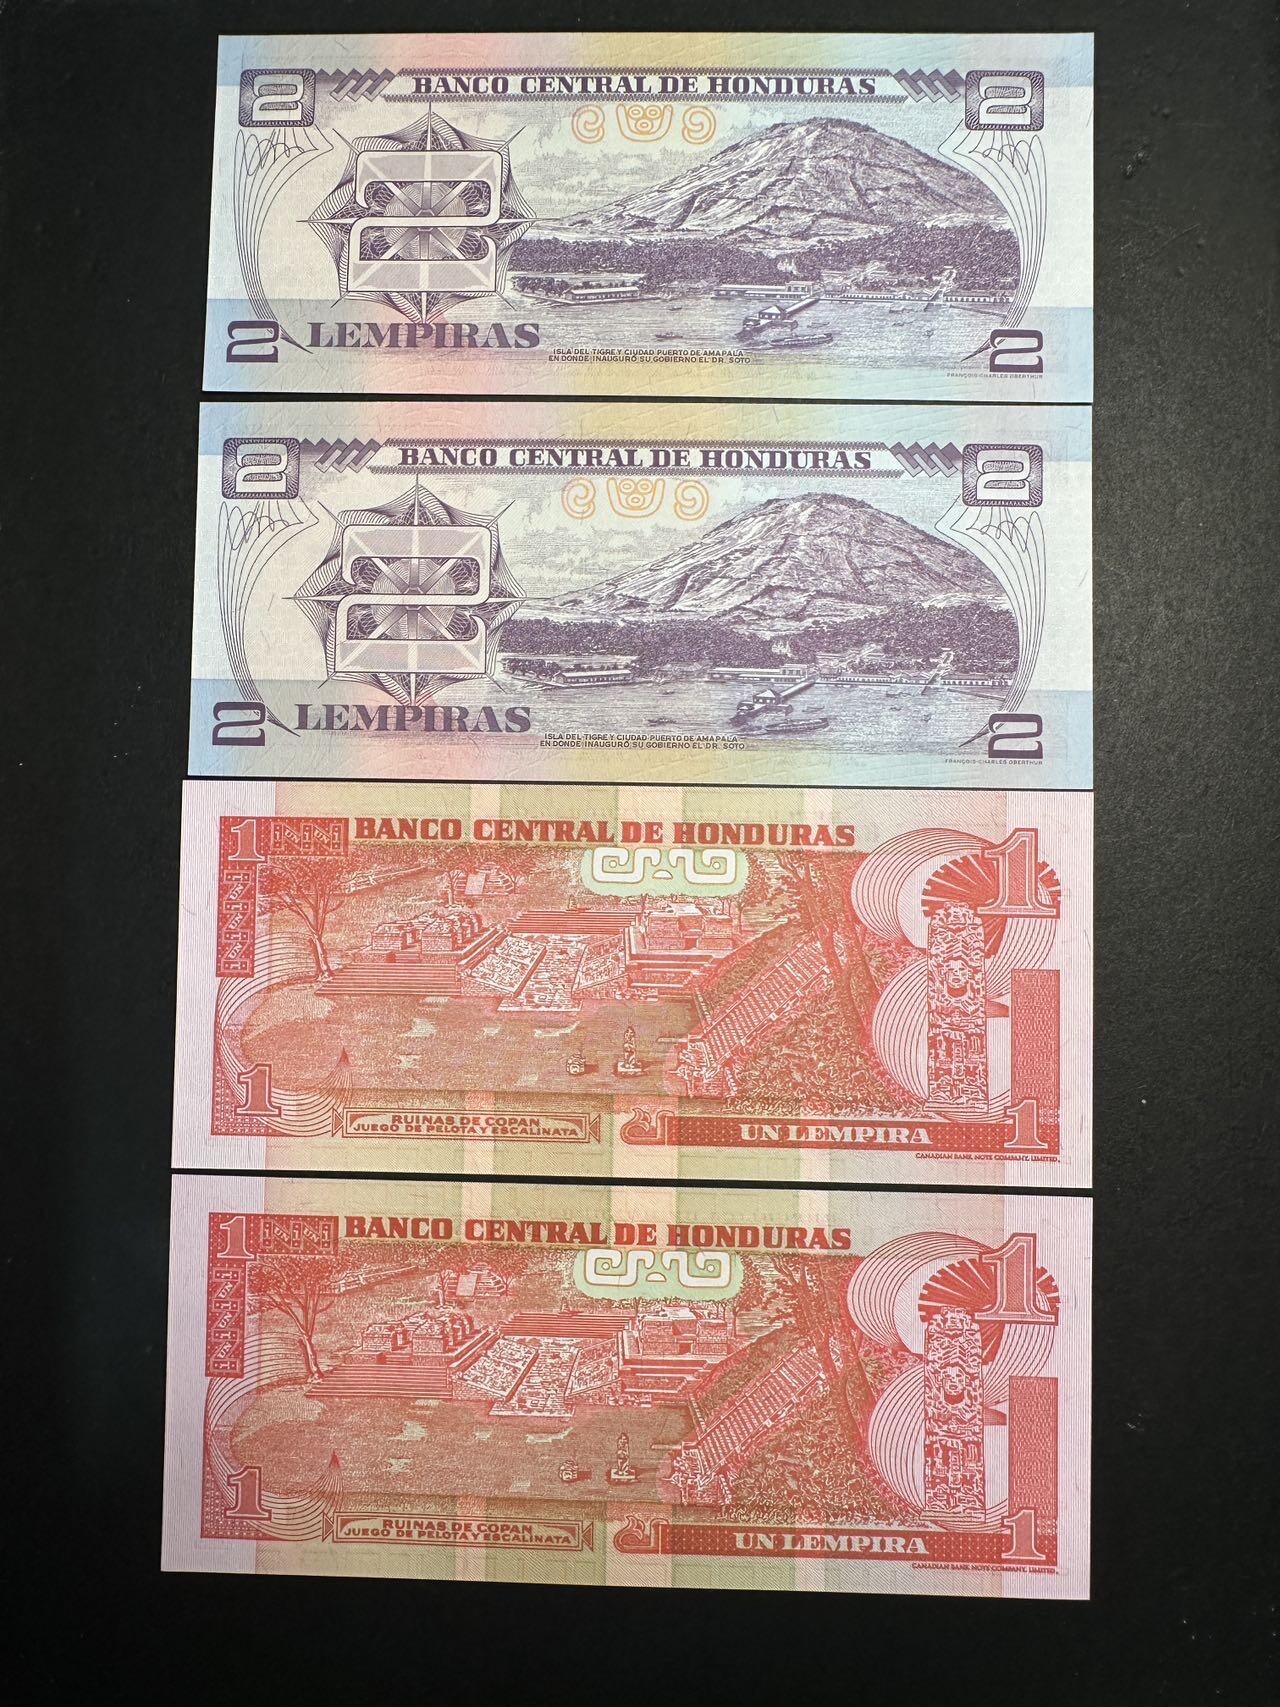 2 BANCO CENTRAL DE HONDURAS 2
2
2 LEMPIRAS
ISLA DEL TIGRE Y CIUDAD PUERTO DE AMAPALA
EN DONDE INAUGURÓ SU GOBIERNO EL DR. SOTO
2
FRANÇOIS-CHARLES OBERTHUR
2 BANCO CENTRAL DE HONDURAS 2
2
2 LEMPIRAS
ISLA DEL TIGRE Y CIUDAD PUERTO DE AMAPALA
EN DONDE INAUGURÓ SU GOBIERNO EL DR. SOTO
2
FRANÇOIS-CHARLES OBERTHUR
1 BANCO CENTRAL DE HONDURAS 1
1
RUINAS DE COPAN
JUEGO DE PELOTA Y ESCALINATA
UN LEMPIRA 1
CANADIAN BANK NOTE COMPANY, LIMITED.
1 BANCO CENTRAL DE HONDURAS 1
1
RUINAS DE COPAN
JUEGO DE PELOTA Y ESCALINATA
UN LEMPIRA 1
CANADIAN BANK NOTE COMPANY, LIMITED.